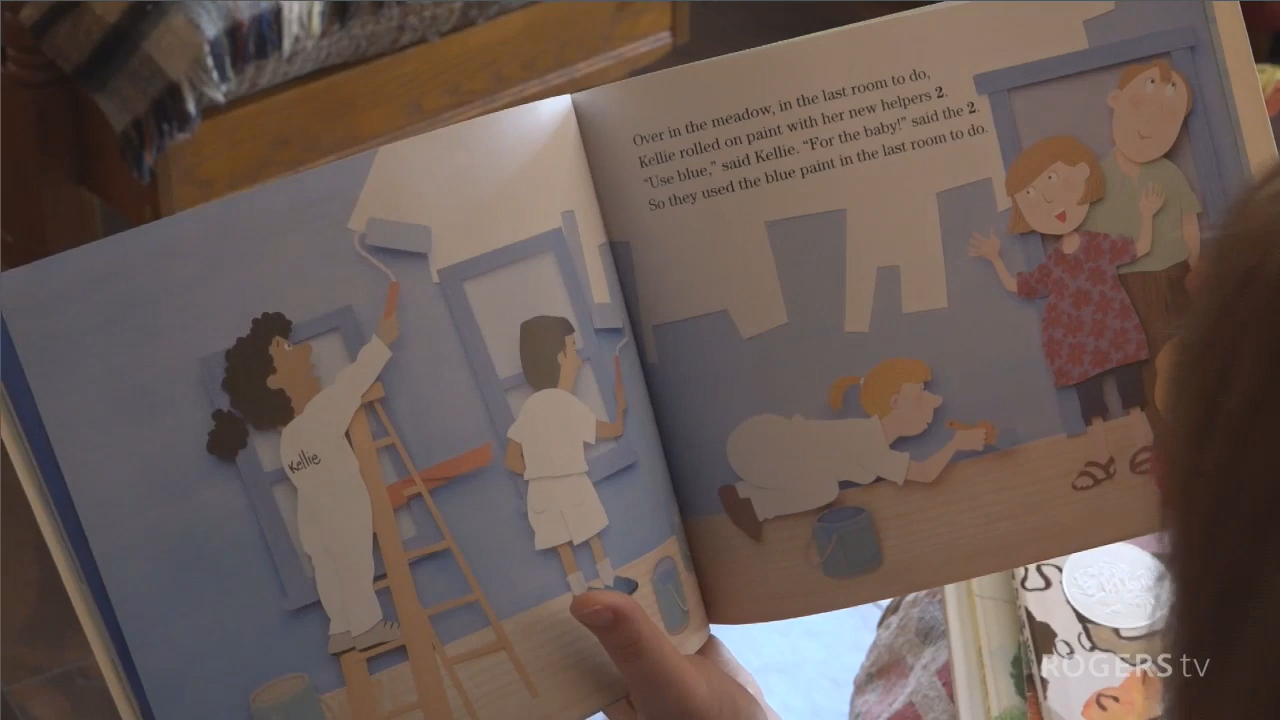 Kellie
Over in the meadow, in the last room to do,
Kellie rolled on paint with her new helpers 2.
“Use blue,” said Kellie. “For the baby!” said the 2.
So they used the blue paint in the last room to do.
ROGERS tv